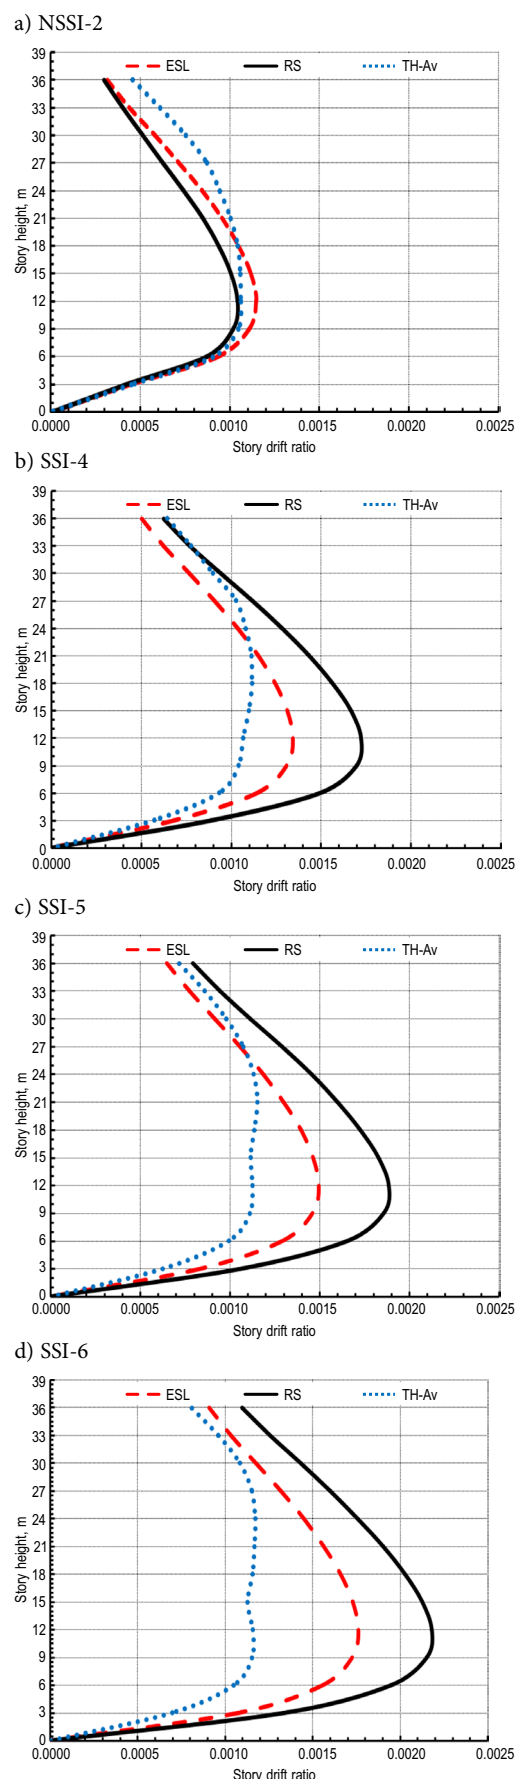 a) NSSI-2
39
ESL RS TH-Av
36
33
30
27
24
21
18
15
12
9
6
3
0
Story height, m
0.0000 0.0005 0.0010 0.0015 0.0020 0.0025
Story drift ratio
b) SSI-4
39
ESL RS TH-Av
36
33
30
27
24
21
18
15
12
9
6
3
0
Story height, m
0.0000 0.0005 0.0010 0.0015 0.0020 0.0025
Story drift ratio
c) SSI-5
39
ESL RS TH-Av
36
33
30
27
24
21
18
15
12
9
6
3
0
Story height, m
0.0000 0.0005 0.0010 0.0015 0.0020 0.0025
Story drift ratio
d) SSI-6
39
ESL RS TH-Av
36
33
30
27
24
21
18
15
12
9
6
3
0
Story height, m
0.0000 0.0005 0.0010 0.0015 0.0020 0.0025
Story drift ratio